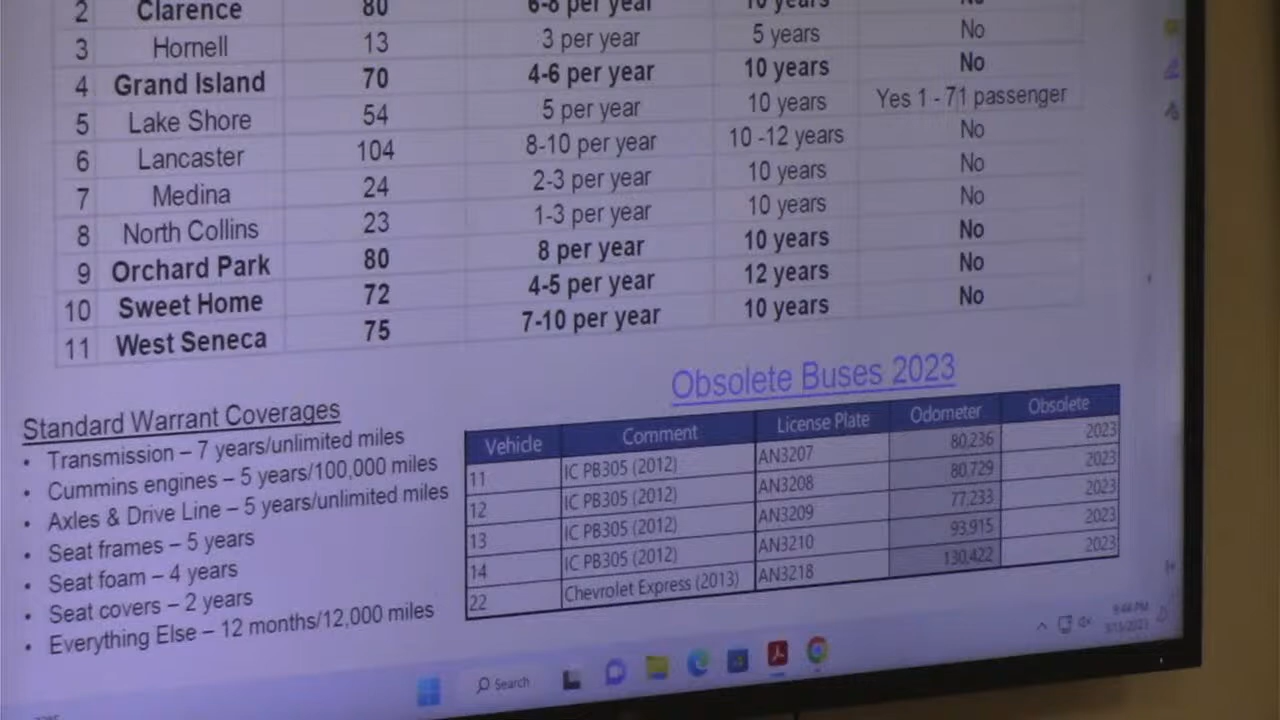 2 Clarence 80 6-8 per year 10 years No
3 Hornell 13 3 per year 5 years No
4 Grand Island 70 4-6 per year 10 years No
5 Lake Shore 54 5 per year 10 years Yes 1 - 71 passenger
6 Lancaster 104 8-10 per year 10 -12 years No
7 Medina 24 2-3 per year 10 years No
8 North Collins 23 1-3 per year 10 years No
9 Orchard Park 80 8 per year 10 years No
10 Sweet Home 72 4-5 per year 12 years No
11 West Seneca 75 7-10 per year 10 years No
Standard Warrant Coverages
• Transmission – 7 years/unlimited miles
• Cummins engines – 5 years/100,000 miles
• Axles & Drive Line – 5 years/unlimited miles
• Seat frames – 5 years
• Seat foam – 4 years
• Seat covers – 2 years
• Everything Else – 12 months/12,000 miles
Obsolete Buses 2023
Vehicle Comment License Plate Odometer Obsolete
11 IC PB305 (2012) AN3207 80,236 2023
12 IC PB305 (2012) AN3208 80,729 2023
13 IC PB305 (2012) AN3209 77,233 2023
14 IC PB305 (2012) AN3210 93,915 2023
22 Chevrolet Express (2013) AN3218 130,422 2023
Search